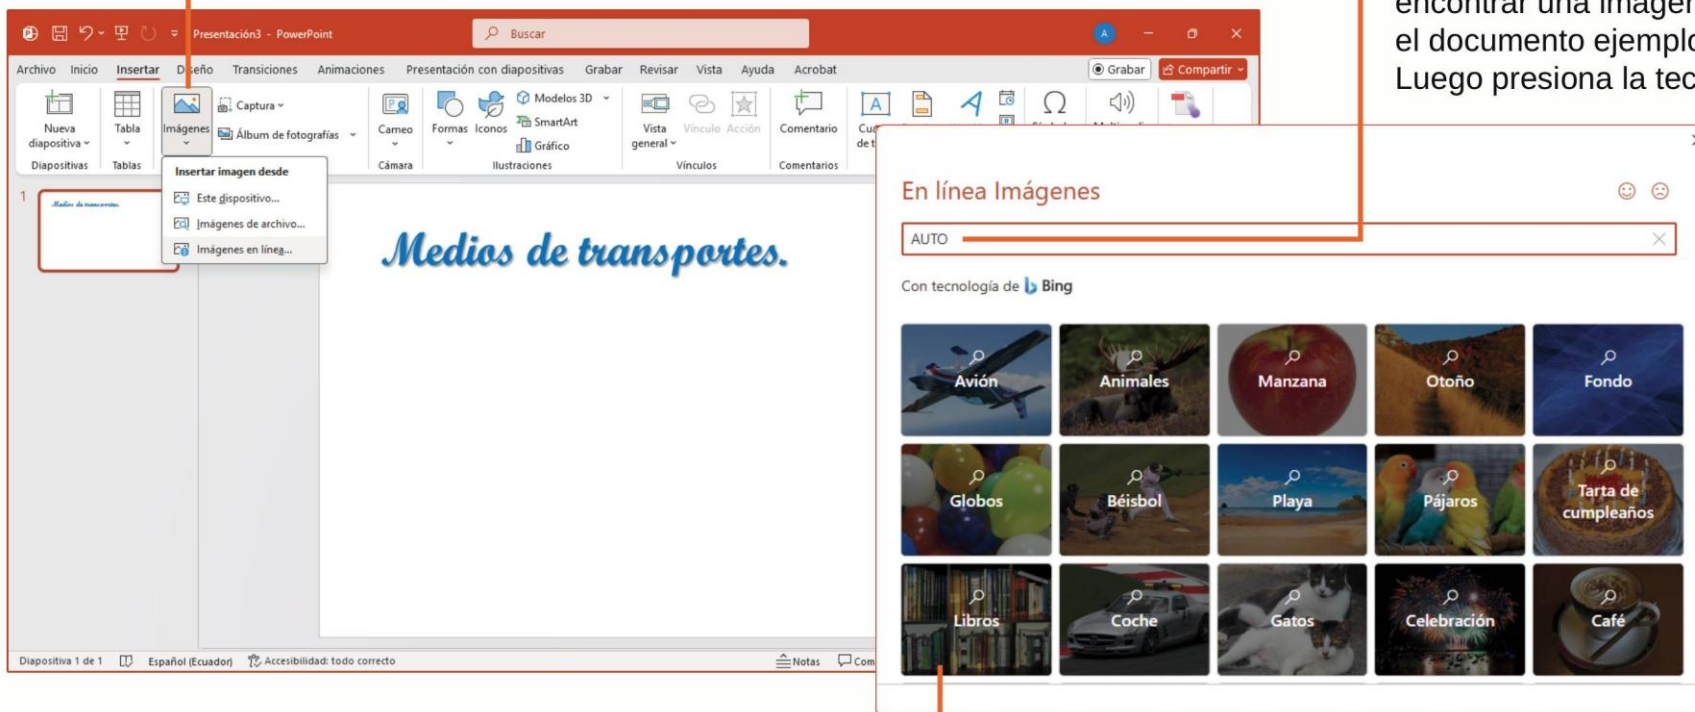 encontrar una imagen
el documento ejemplo
Luego presiona la tec
Presentación3 - PowerPoint
Buscar
A
Archivo Inicio Insertar Diseño Transiciones Animaciones Presentación con diapositivas Grabar Revisar Vista Ayuda Acrobat
Grabar Compartir
Nueva diapositiva
Tabla
Imágenes
Captura
Álbum de fotografías
Cameo
Formas
Iconos
Modelos 3D
SmartArt
Gráfico
Vista general
Vínculo
Acción
Comentario
Diapositivas
Tablas
Cámara
Ilustraciones
Vínculos
Comentarios
Insertar imagen desde
Este dispositivo...
Imágenes de archivo...
Imágenes en línea...
1
Medios de transportes.
Medios de transportes.
Diapositiva 1 de 1 Español (Ecuador) Accesibilidad: todo correcto
Notas Com
En línea Imágenes
AUTO
Con tecnología de Bing
Avión
Animales
Manzana
Otoño
Fondo
Globos
Béisbol
Playa
Pájaros
Tarta de
cumpleaños
Libros
Coche
Gatos
Celebración
Café